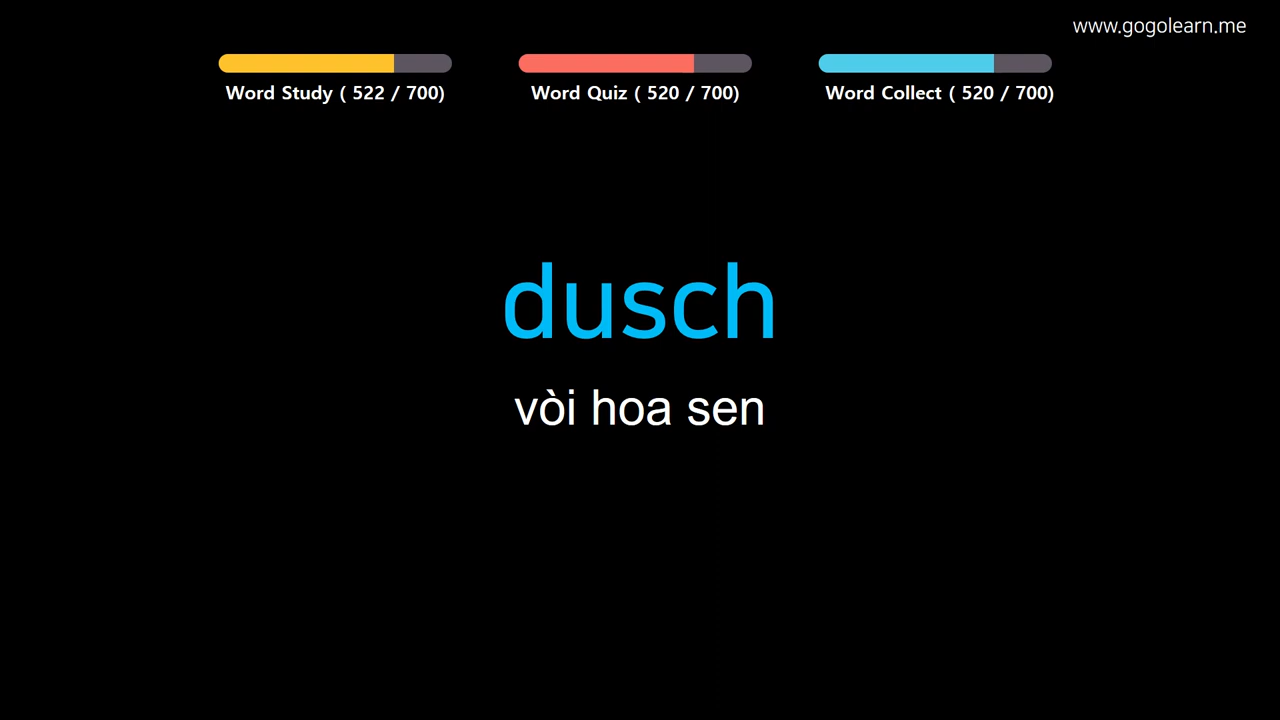 www.gogolearn.me
Word Study ( 522 / 700)
Word Quiz ( 520 / 700)
Word Collect ( 520 / 700)
dusch
vòi hoa sen